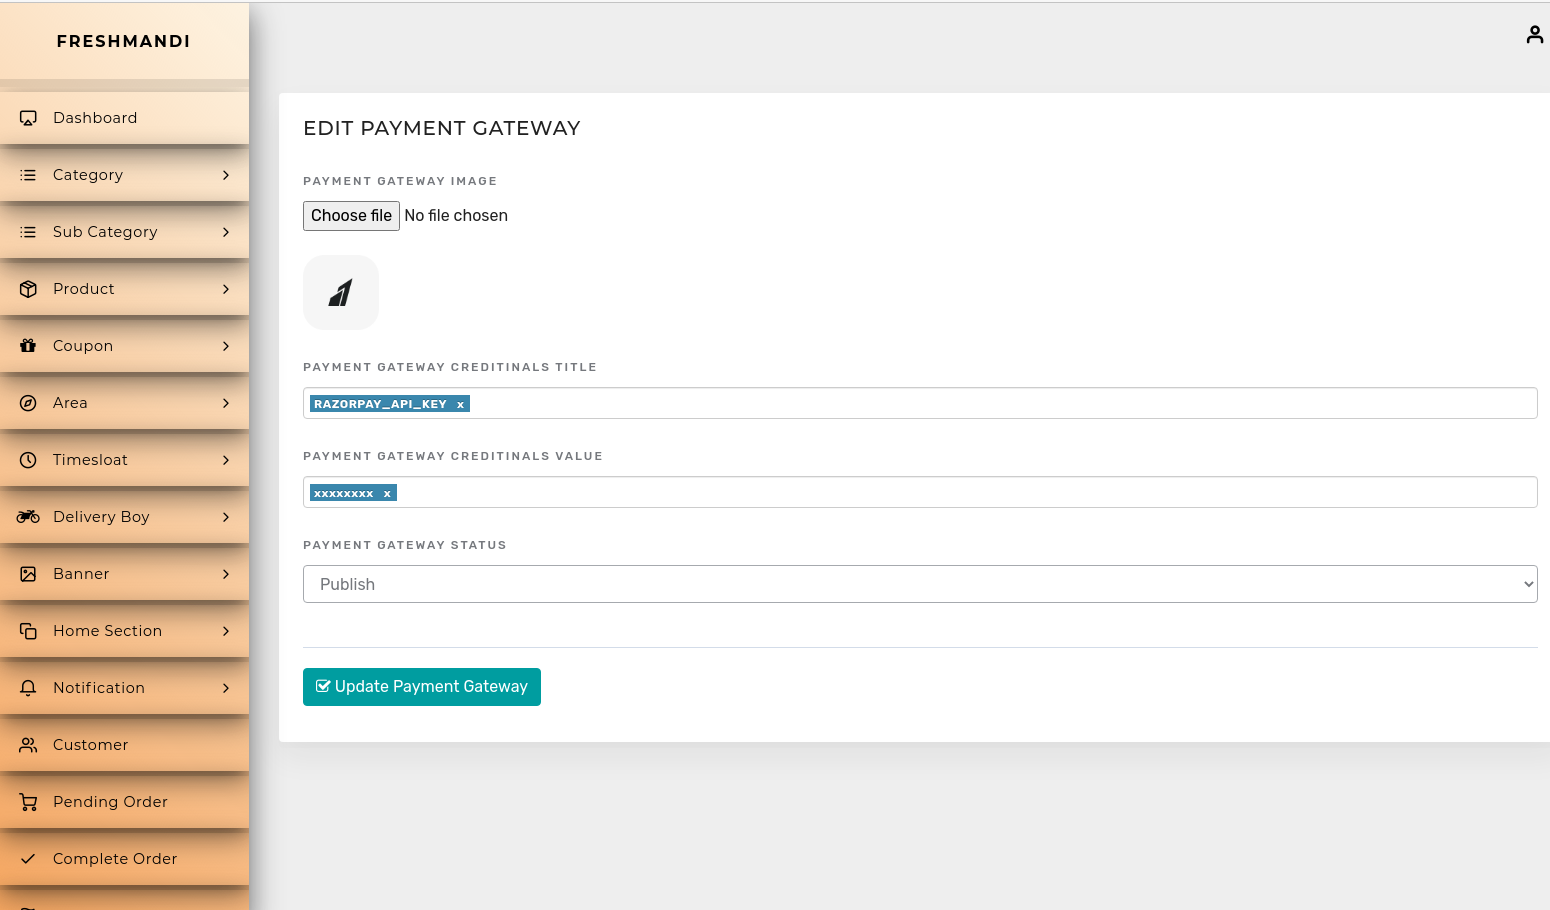 FRESHMANDI
Dashboard
Category
Sub Category
Product
Coupon
Area
Timesloat
Delivery Boy
Banner
Home Section
Notification
Customer
Pending Order
Complete Order
EDIT PAYMENT GATEWAY
PAYMENT GATEWAY IMAGE
Choose file No file chosen
PAYMENT GATEWAY CREDITINALS TITLE
RAZORPAY_API_KEY x
PAYMENT GATEWAY CREDITINALS VALUE
xxxxxxxx x
PAYMENT GATEWAY STATUS
Publish
Update Payment Gateway